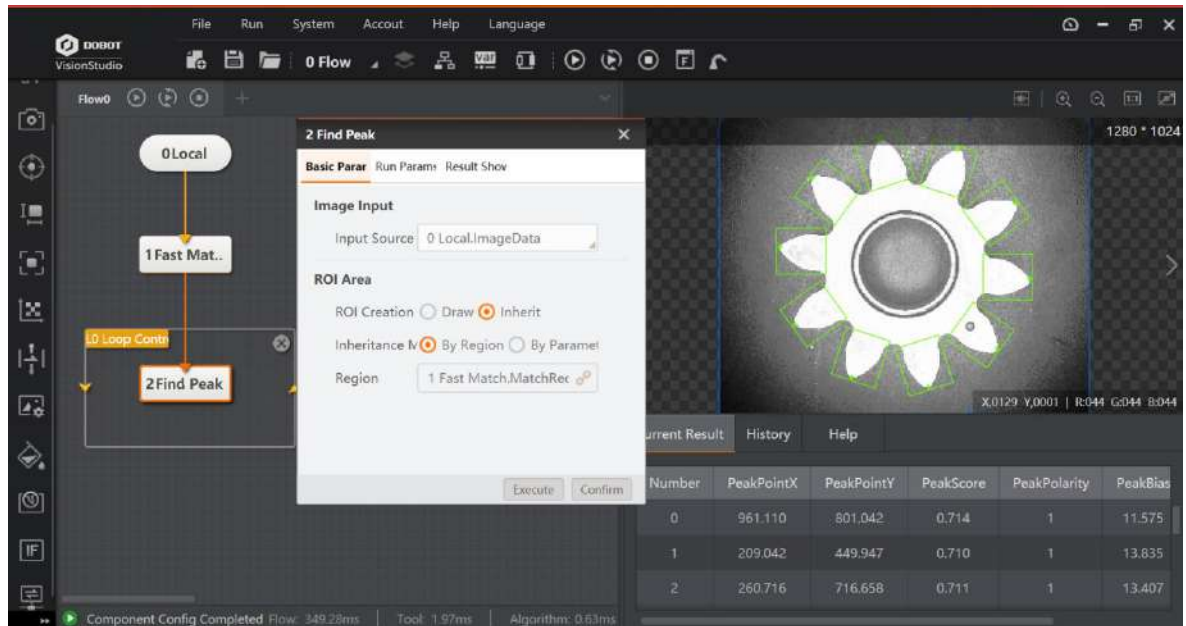 File Run System Accout Help Language
DOBOT
VisionStudio
0 Flow
var
F
Flow0
1:1
1280 * 1024
0Local
1Fast Mat..
L0 Loop Contr
2Find Peak
IF
2 Find Peak
Basic Parar Run Params Result Shov
Image Input
Input Source 0 Local.ImageData
ROI Area
ROI Creation Draw Inherit
Inheritance M By Region By Paramet
Region 1 Fast Match.MatchRec
Execute Confirm
X,0129 Y,0001 | R:044 G:044 B:044
urrent Result History Help
Number PeakPointX PeakPointY PeakScore PeakPolarity PeakBias
0 961.110 801.042 0.714 1 11.575
1 209.042 449.947 0.710 1 13.835
2 260.716 716.658 0.711 1 13.407
Component Config Completed Flow: 349.28ms Tool: 1.97ms Algorithm: 0.63ms